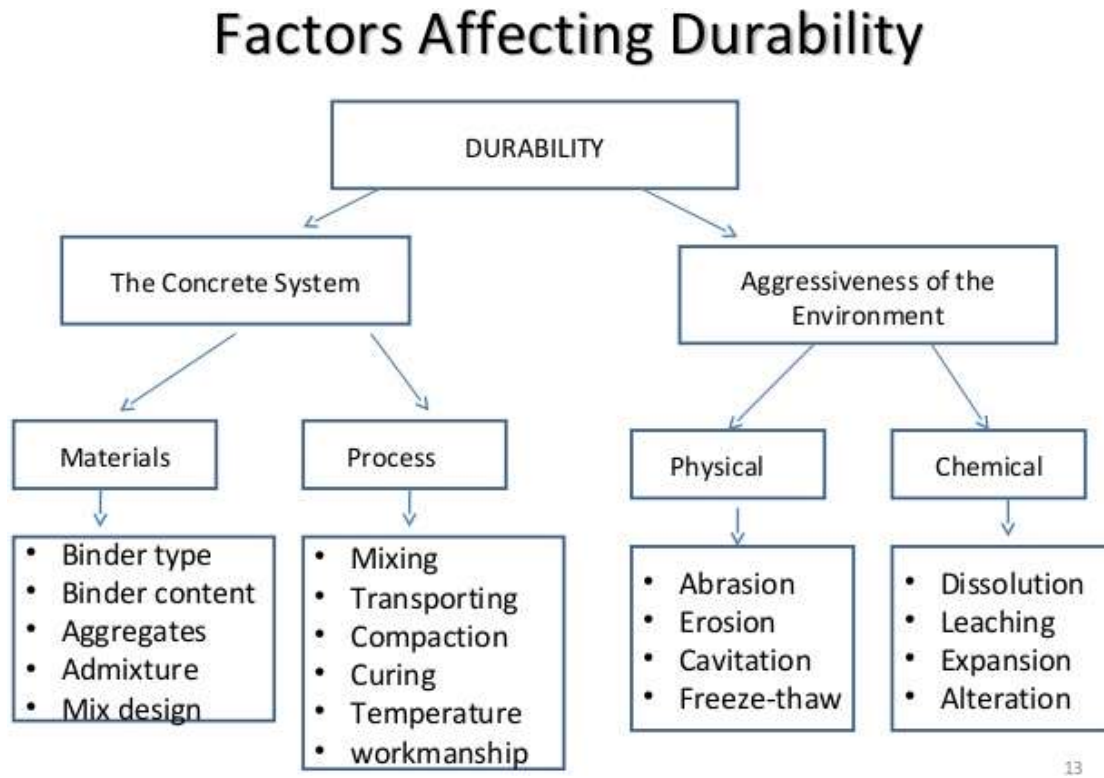 Factors Affecting Durability
DURABILITY
The Concrete System
Aggressiveness of the
Environment
Materials
Process
Physical
Chemical
• Binder type
• Binder content
• Aggregates
• Admixture
• Mix design
• Mixing
• Transporting
• Compaction
• Curing
• Temperature
• workmanship
• Abrasion
• Erosion
• Cavitation
• Freeze-thaw
• Dissolution
• Leaching
• Expansion
• Alteration
13